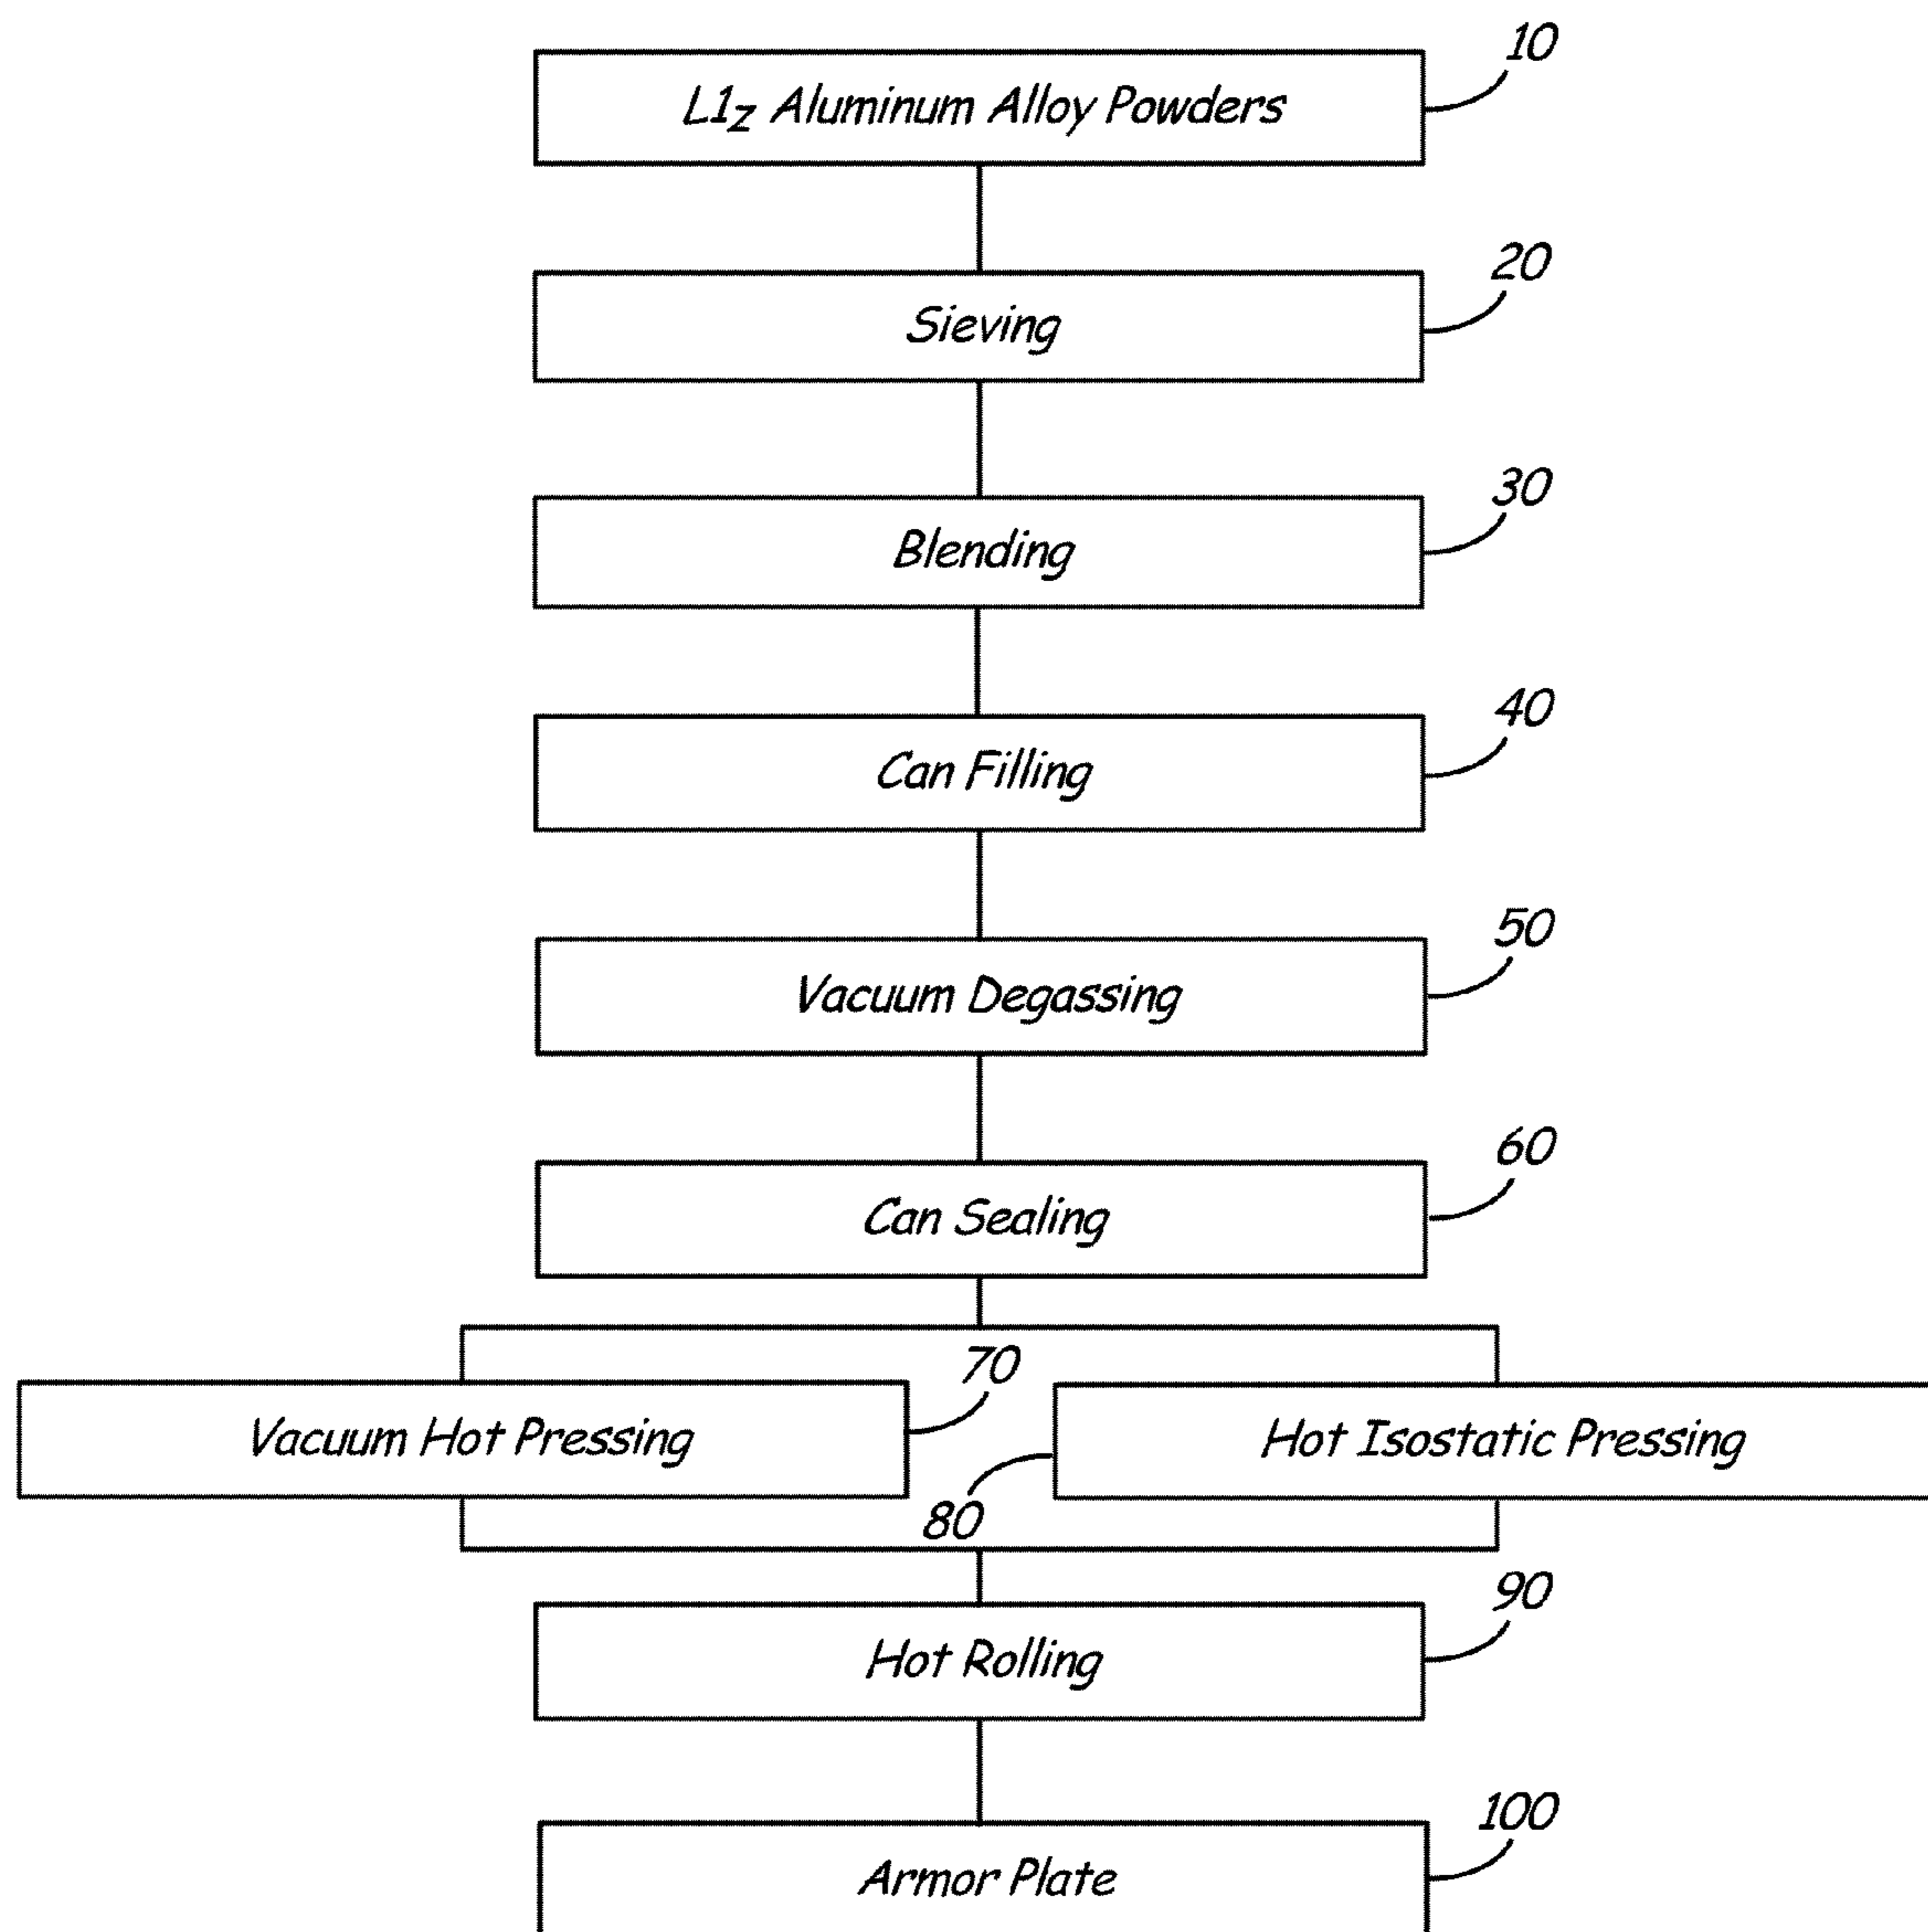 10
L1z Aluminum Alloy Powders
20
Sieving
30
Blending
40
Can Filling
50
Vacuum Degassing
60
Can Sealing
70
Vacuum Hot Pressing
Hot Isostatic Pressing
80
90
Hot Rolling
100
Armor Plate